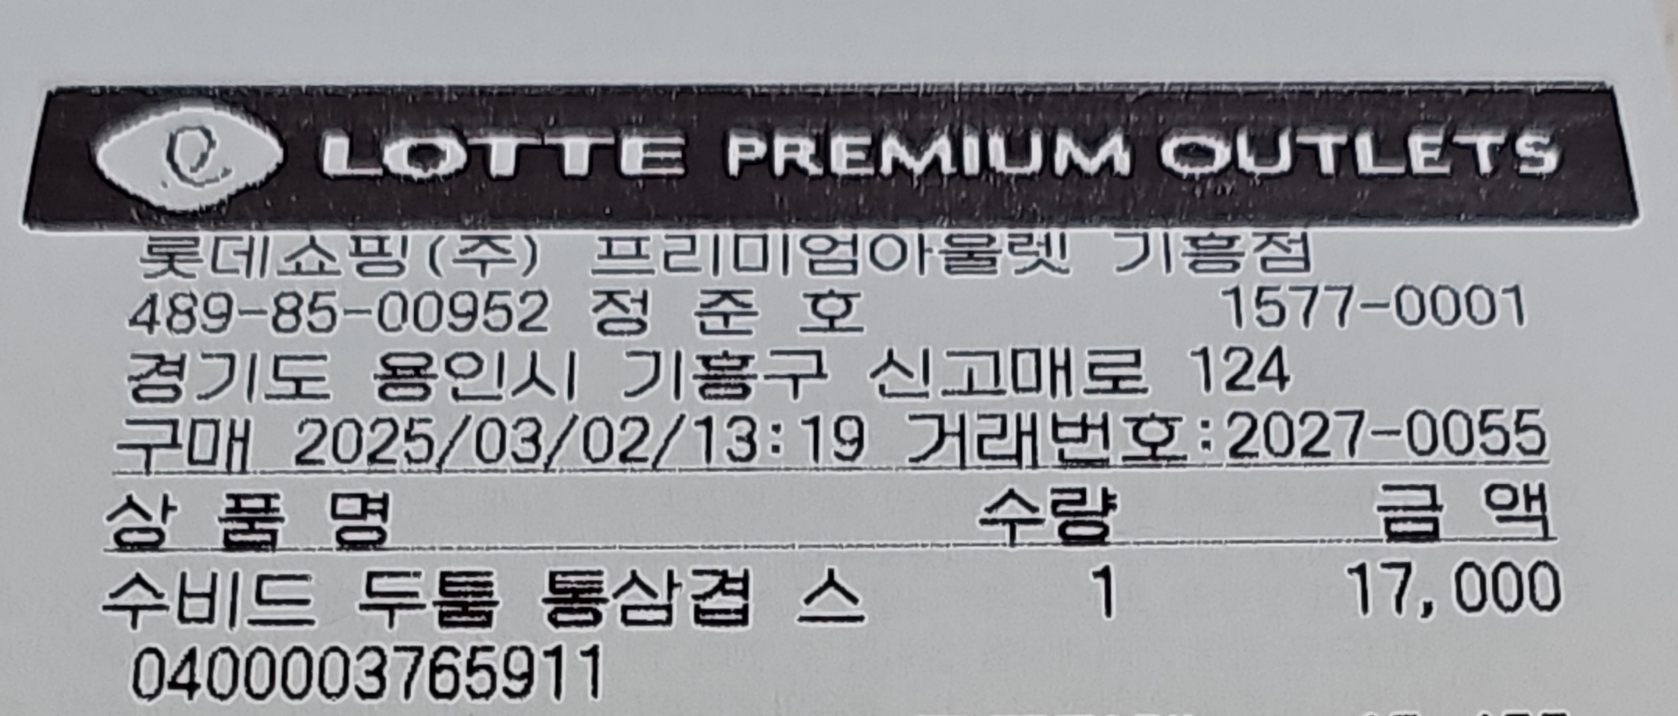 LOTTE PREMIUM OUTLETS
롯데쇼핑(주) 프리미엄아울렛 기흥점
489-85-00952 정 준 호 1577-0001
경기도 용인시 기흥구 신고매로 124
구매 2025/03/02/13:19 거래번호:2027-0055
상 품 명 수량 금 액
수비드 두툼 통삼겹 스 1 17,000
0400003765911